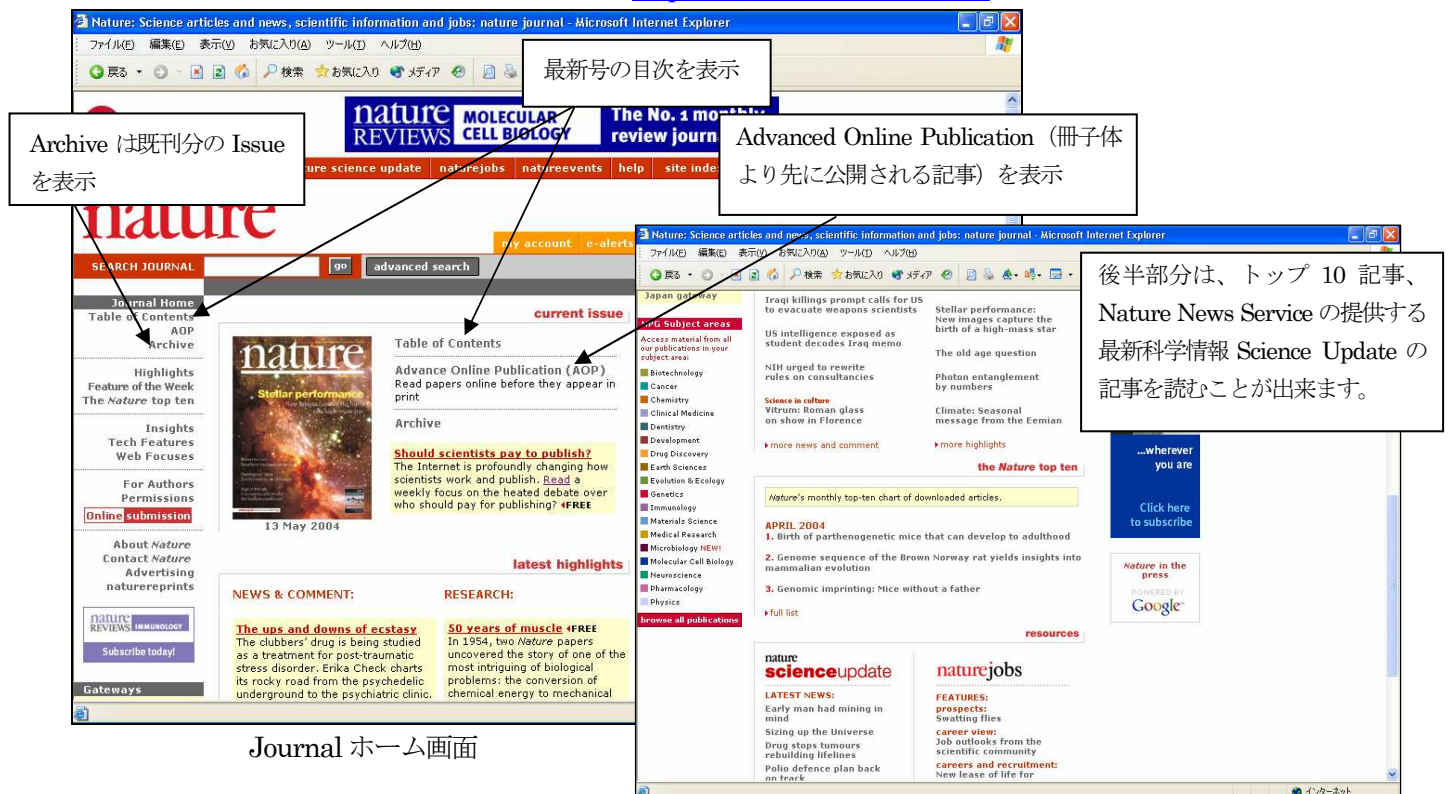 Nature: Science articles and news, scientific information and jobs: nature journal - Microsoft Internet Explorer
ファイル(F) 編集(E) 表示(V) お気に入り(A) ツール(T) ヘルプ(H)
戻る 検索 お気に入り メディア
最新号の目次を表示
nature
REVIEWS
MOLECULAR
CELL BIOLOGY
The No. 1 monthly
review journ
Archive は既刊分の Issue
を表示
Advanced Online Publication（冊子体
より先に公開される記事）を表示
ure science update naturejobs natureevents help site inde
nature
my account e-alerts
SEARCH JOURNAL go advanced search
Journal Home
Table of Contents
AOP
Archive
Highlights
Feature of the Week
The Nature top ten
Insights
Tech Features
Web Focuses
For Authors
Permissions
Online submission
About Nature
Contact Nature
Advertising
naturereprints
nature
REVIEWS IMMUNOLOGY
Subscribe today!
Gateways
current issue
nature
Stellar performance
13 May 2004
Table of Contents
Advance Online Publication (AOP)
Read papers online before they appear in
print
Archive
Should scientists pay to publish?
The Internet is profoundly changing how
scientists work and publish. Read a
weekly focus on the heated debate over
who should pay for publishing? FREE
latest highlights
NEWS & COMMENT:
The ups and downs of ecstasy
The clubbers' drug is being studied
as a treatment for post-traumatic
stress disorder. Erika Check charts
its rocky road from the psychedelic
underground to the psychiatric clinic.
RESEARCH:
50 years of muscle FREE
In 1954, two Nature papers
uncovered the story of one of the
most intriguing of biological
problems: the conversion of
chemical energy to mechanical
Journal ホーム画面
Nature: Science articles and news, scientific information and jobs: nature journal - Microsoft Internet Explorer
ファイル(F) 編集(E) 表示(V) お気に入り(A) ツール(T) ヘルプ(H)
戻る 検索 お気に入り メディア
後半部分は、トップ 10 記事、
Nature News Service の提供する
最新科学情報 Science Update の
記事を読むことが出来ます。
Japan gateway
NPG Subject areas
Access material from all
our publications in your
subject area:
Biotechnology
Cancer
Chemistry
Clinical Medicine
Dentistry
Development
Drug Discovery
Earth Sciences
Evolution & Ecology
Genetics
Immunology
Materials Science
Medical Research
Microbiology NEW!
Molecular Cell Biology
Neuroscience
Pharmacology
Physics
browse all publications
Iraqi killings prompt calls for US
to evacuate weapons scientists
US intelligence exposed as
student decodes Iraq memo
NIH urged to rewrite
rules on consultancies
Science in culture
Vitrum: Roman glass
on show in Florence
more news and comment
Stellar performance:
New images capture the
birth of a high-mass star
The old age question
Photon entanglement
by numbers
Climate: Seasonal
message from the Eemian
more highlights
the Nature top ten
Nature's monthly top-ten chart of downloaded articles.
APRIL 2004
1. Birth of parthenogenetic mice that can develop to adulthood
2. Genome sequence of the Brown Norway rat yields insights into
mammalian evolution
3. Genomic imprinting: Mice without a father
full list
resources
nature
scienceupdate
LATEST NEWS:
Early man had mining in
mind
Sizing up the Universe
Drug stops tumours
rebuilding lifelines
Polio defence plan back
on track
naturejobs
FEATURES:
prospects:
Swatting flies
career view:
Job outlooks from the
scientific community
careers and recruitment:
New lease of life for
...wherever
you are
Click here
to subscribe
Nature in the
press
POWERED BY
Google
インターネット